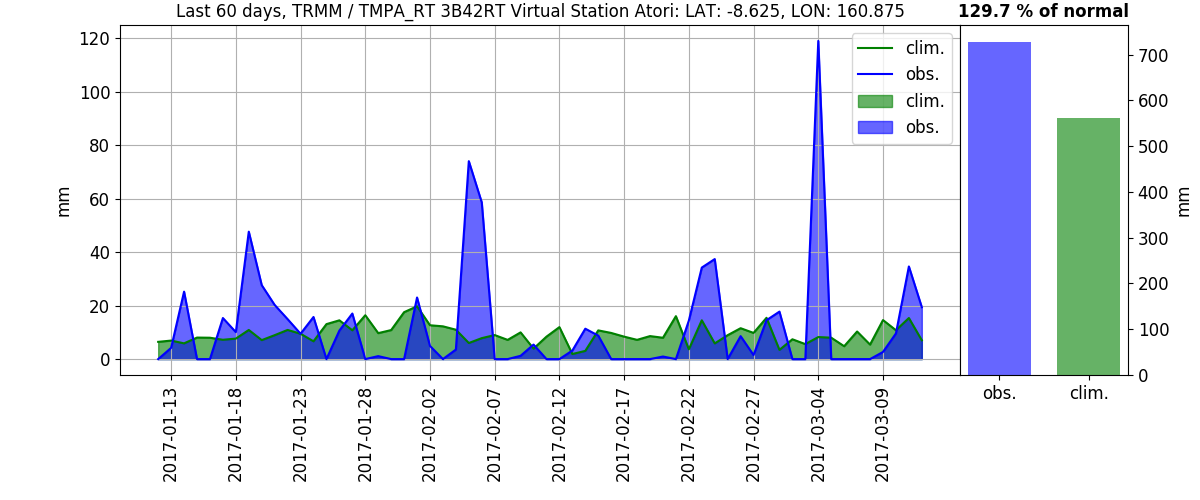 Last 60 days, TRMM / TMPA_RT 3B42RT Virtual Station Atori: LAT: -8.625, LON: 160.875
129.7 % of normal
mm
120
100
80
60
40
20
0
clim.
obs.
clim.
obs.
2017-01-13
2017-01-18
2017-01-23
2017-01-28
2017-02-02
2017-02-07
2017-02-12
2017-02-17
2017-02-22
2017-02-27
2017-03-04
2017-03-09
700
600
500
400
300
200
100
0
mm
obs.
clim.